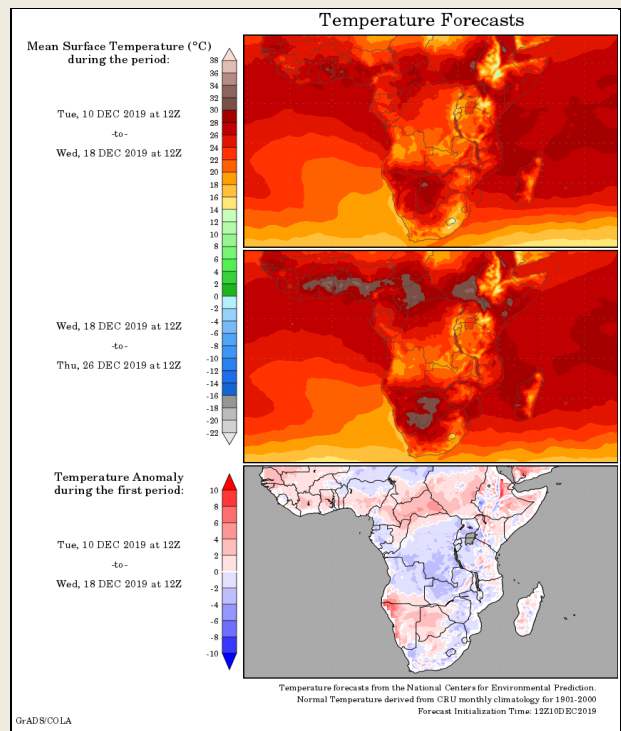 Temperature Forecasts
Mean Surface Temperature (°C)
during the period:
Tue, 10 DEC 2019 at 12Z
-to-
Wed, 18 DEC 2019 at 12Z
38
36
34
32
30
28
26
24
22
20
18
16
14
12
10
8
6
4
2
0
-2
-4
-6
-8
-10
-12
-14
-16
-18
-20
-22
Wed, 18 DEC 2019 at 12Z
-to-
Thu, 26 DEC 2019 at 12Z
Temperature Anomaly
during the first period:
Tue, 10 DEC 2019 at 12Z
-to-
Wed, 18 DEC 2019 at 12Z
10
8
6
4
2
0
-2
-4
-6
-8
-10
Temperature forecasts from the National Centers for Environmental Prediction.
Normal Temperature derived from CRU monthly climatology for 1901-2000
Forecast Initialization Time: 12Z10DEC2019
GrADS/COLA